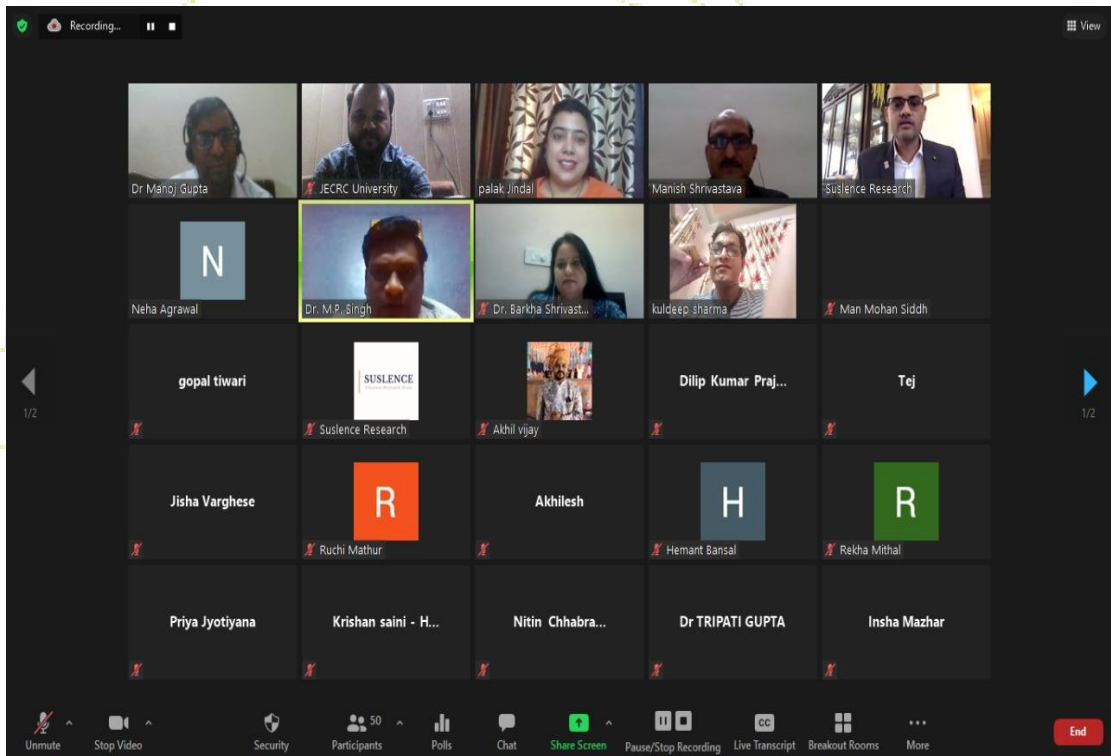 Recording...
View
Dr Manoj Gupta
JECRC University
palak Jindal
Manish Shrivastava
Suslence Research
N
Neha Agrawal
Dr. M.P. Singh
Dr. Barkha Shrivast...
kuldeep sharma
Man Mohan Siddh
gopal tiwari
SUSLENCE
Suslence Research
Akhil vijay
Dilip Kumar Praj...
Tej
1/2
1/2
Jisha Varghese
R
Ruchi Mathur
Akhilesh
H
Hemant Bansal
R
Rekha Mithal
Priya Jyotiyana
Krishan saini - H...
Nitin Chhabra...
Dr TRIPATI GUPTA
Insha Mazhar
Unmute
Stop Video
Security
50
Participants
Polls
Chat
Share Screen
Pause/Stop Recording
CC
Live Transcript
Breakout Rooms
More
End